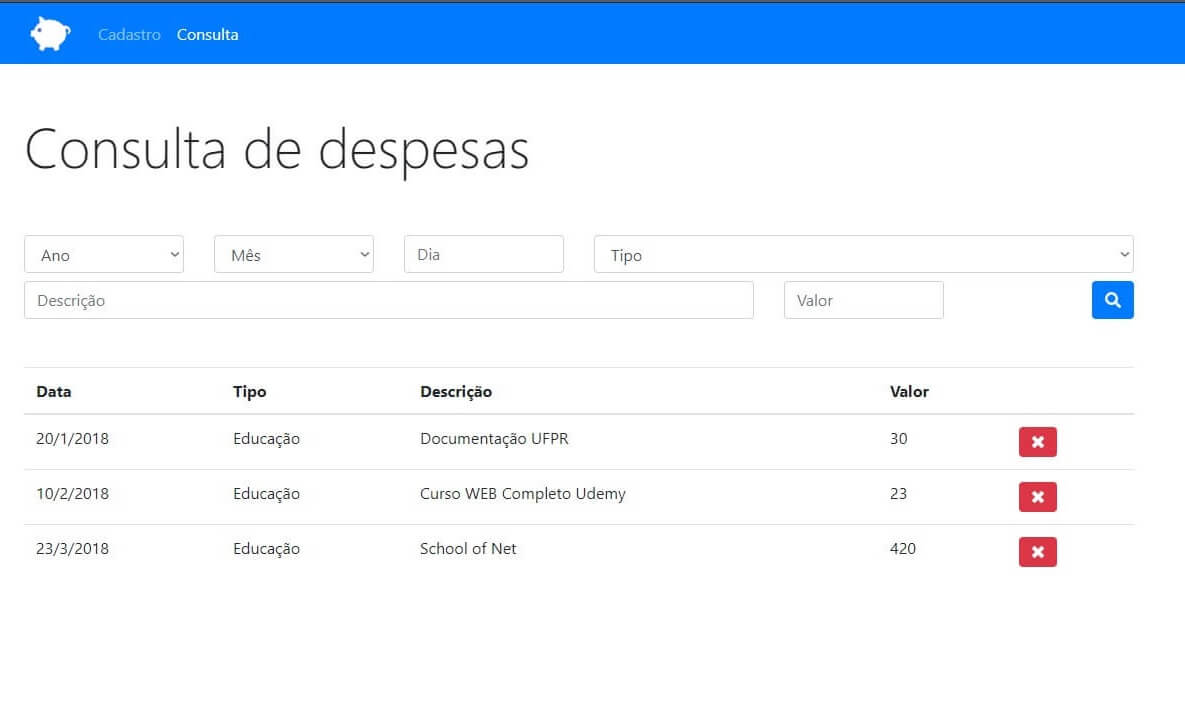 Cadastro Consulta
Consulta de despesas
Ano Mês Dia Tipo
Descrição Valor
Data Tipo Descrição Valor
20/1/2018 Educação Documentação UFPR 30
10/2/2018 Educação Curso WEB Completo Udemy 23
23/3/2018 Educação School of Net 420